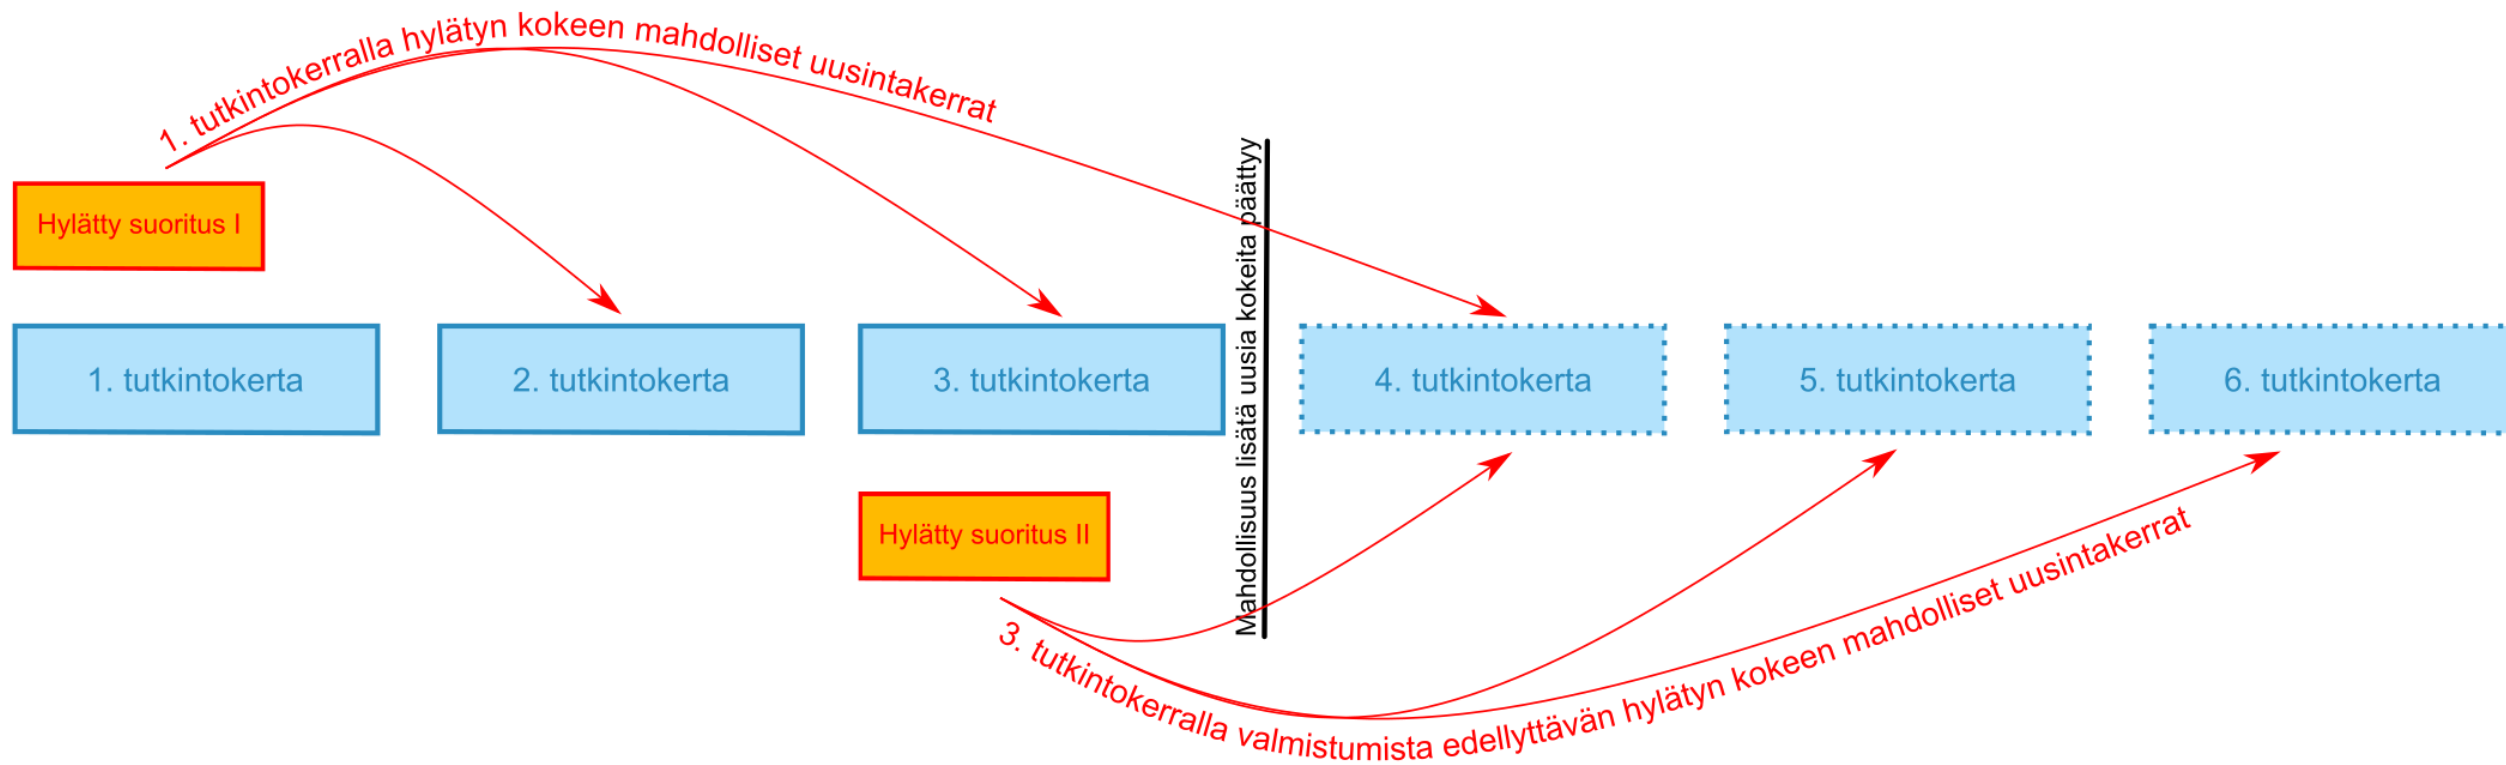 1. tutkintokerralla hylätyn kokeen mahdolliset uusintakerrat
Hylätty suoritus I
Mahdollisuus lisätä uusia kokeita päättyy
1. tutkintokerta
2. tutkintokerta
3. tutkintokerta
4. tutkintokerta
5. tutkintokerta
6. tutkintokerta
Hylätty suoritus II
3. tutkintokerralla valmistumista edellyttävän hylätyn kokeen mahdolliset uusintakerrat